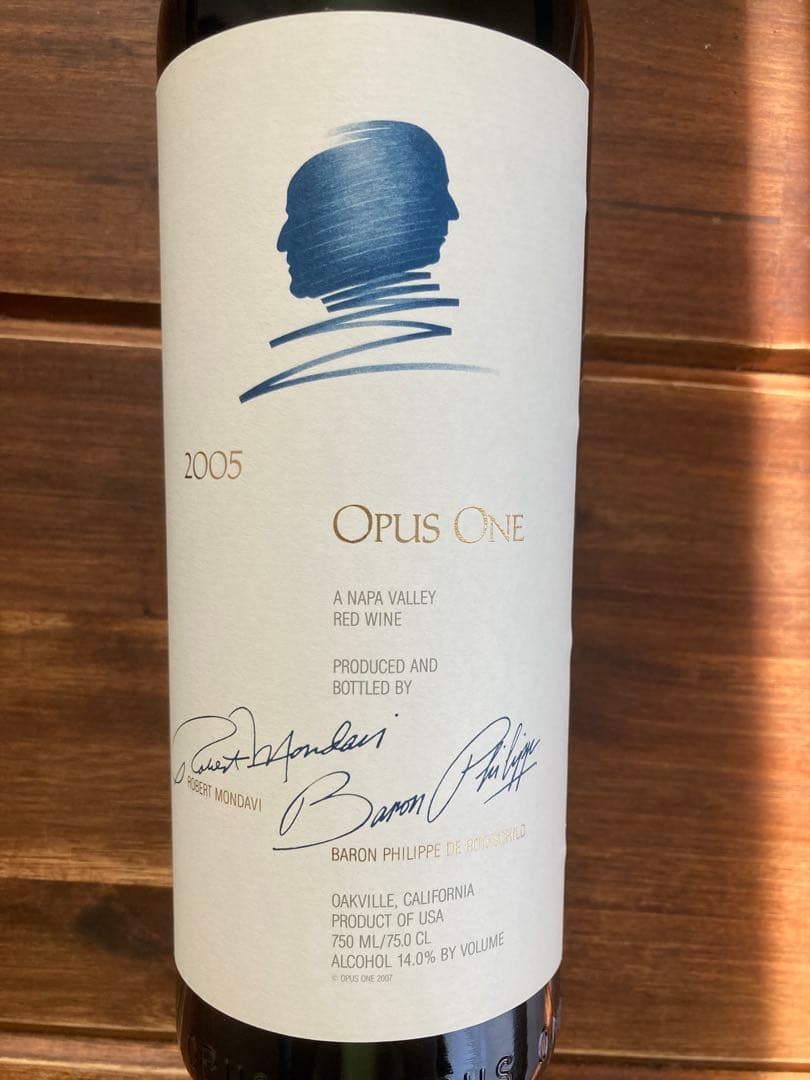 2005
OPUS ONE
A NAPA VALLEY
RED WINE
PRODUCED AND
BOTTLED BY
Robert Mondavi
ROBERT MONDAVI
Baron Philippe
BARON PHILIPPE DE ROTHSCHILD
OAKVILLE, CALIFORNIA
PRODUCT OF USA
750 ML/75.0 CL
ALCOHOL 14.0% BY VOLUME
© OPUS ONE 2007
OPUS